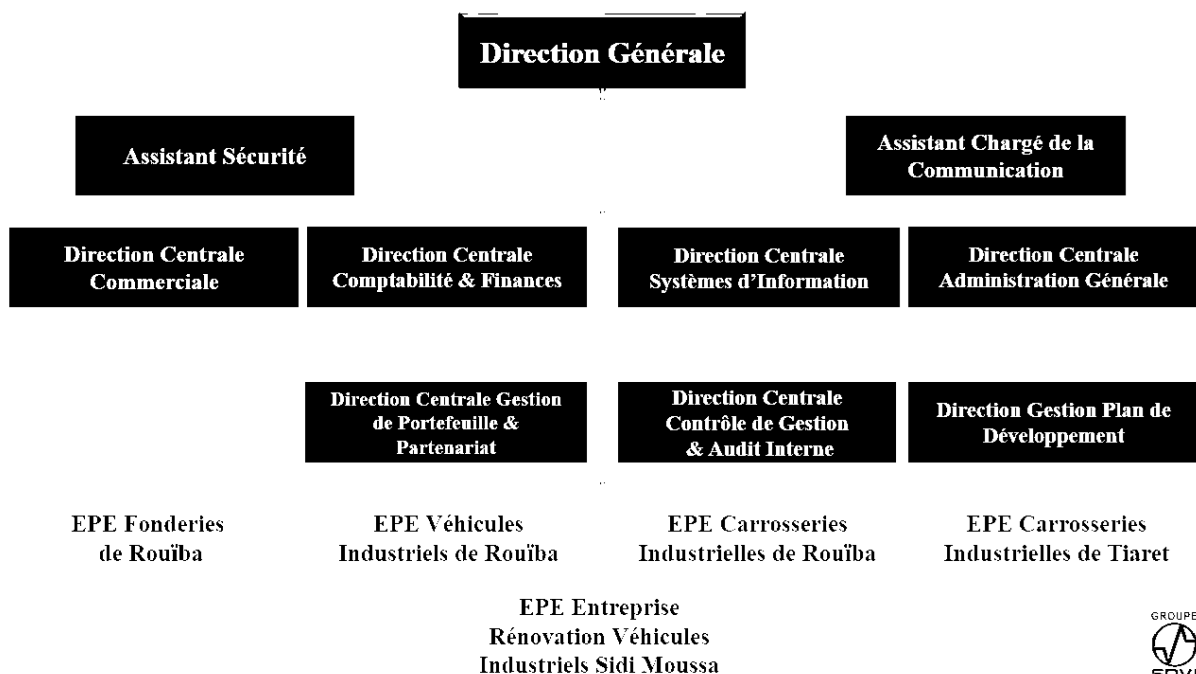 Direction Générale
Assistant Sécurité
Assistant Chargé de la
Communication
Direction Centrale
Commerciale
Direction Centrale
Comptabilité & Finances
Direction Centrale
Systèmes d’Information
Direction Centrale
Administration Générale
Direction Centrale Gestion
de Portefeuille &
Partenariat
Direction Centrale
Contrôle de Gestion
& Audit Interne
Direction Gestion Plan de
Développement
EPE Fonderies
de Rouïba
EPE Véhicules
Industriels de Rouïba
EPE Carrosseries
Industrielles de Rouïba
EPE Carrosseries
Industrielles de Tiaret
EPE Entreprise
Rénovation Véhicules
Industriels Sidi Moussa
GROUPE